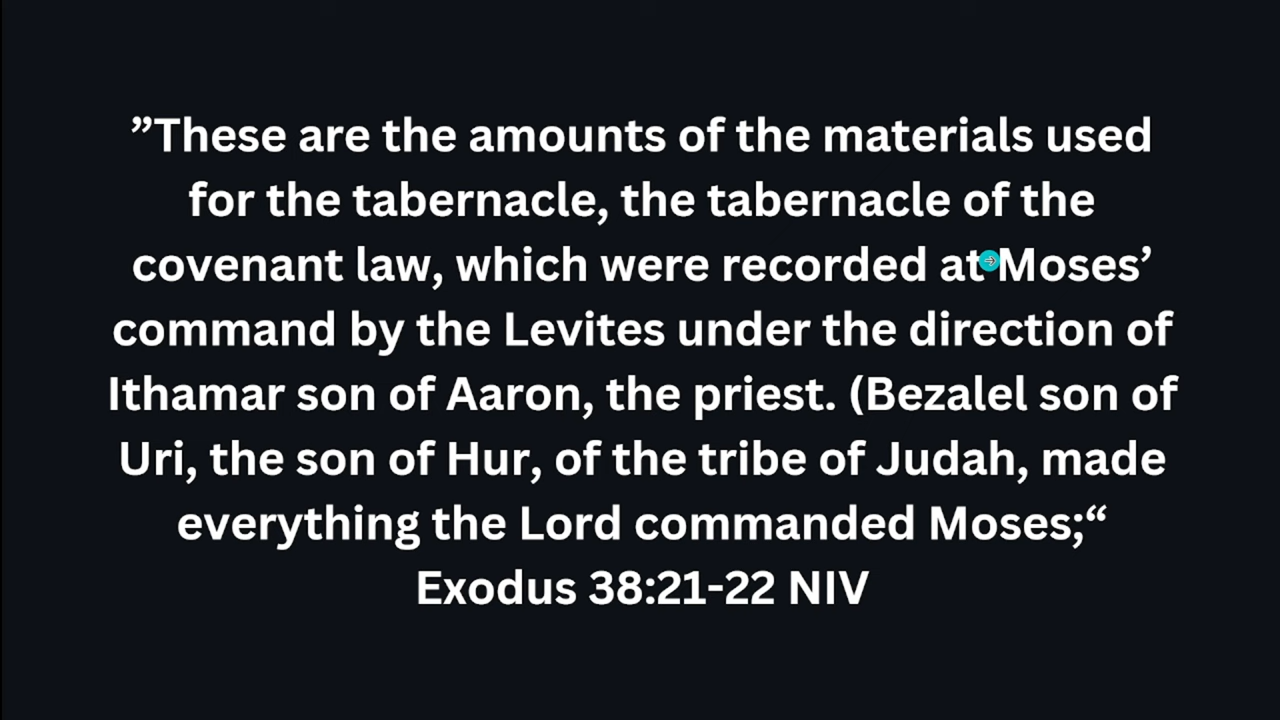 ”These are the amounts of the materials used
for the tabernacle, the tabernacle of the
covenant law, which were recorded at Moses’
command by the Levites under the direction of
Ithamar son of Aaron, the priest. (Bezalel son of
Uri, the son of Hur, of the tribe of Judah, made
everything the Lord commanded Moses;“
Exodus 38:21-22 NIV